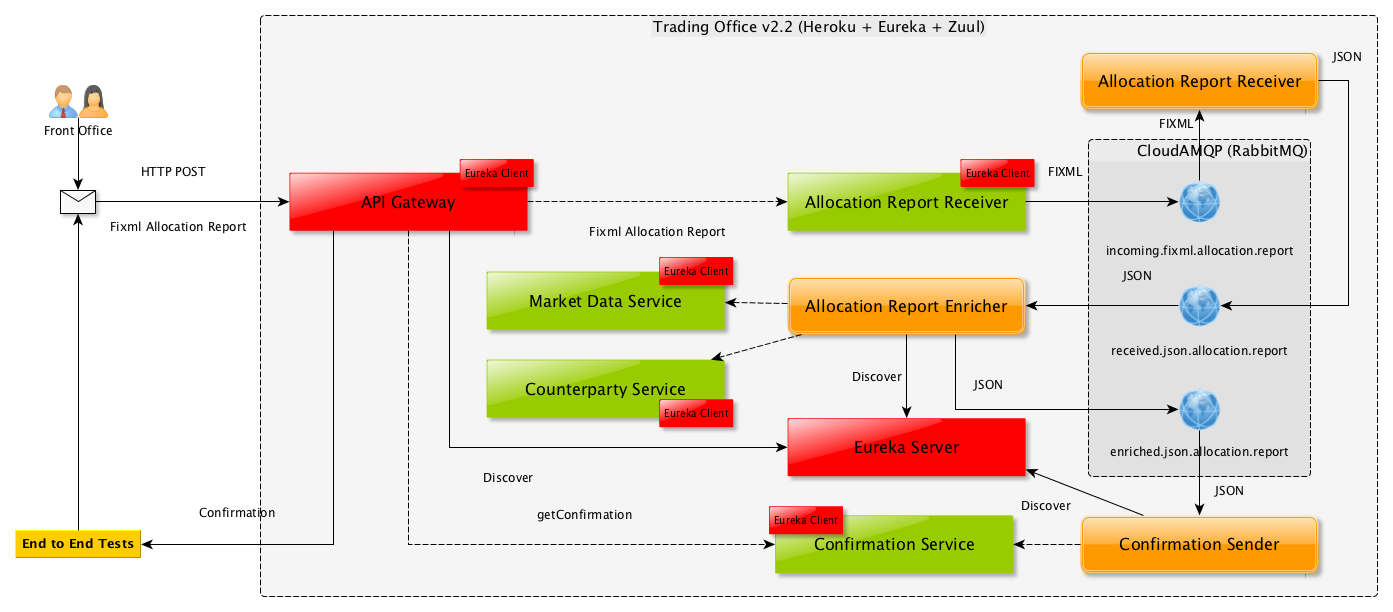 Trading Office v2.2 (Heroku + Eureka + Zuul)
JSON
Allocation Report Receiver
Front Office
FIXML
CloudAMQP (RabbitMQ)
HTTP POST
Eureka Client
Eureka Client
FIXML
API Gateway
Allocation Report Receiver
Fixml Allocation Report
Fixml Allocation Report
incoming.fixml.allocation.report
Eureka Client
JSON
Market Data Service
Allocation Report Enricher
received.json.allocation.report
Discover
JSON
Counterparty Service
Eureka Client
Eureka Server
enriched.json.allocation.report
Discover
JSON
Discover
Confirmation
getConfirmation
Eureka Client
End to End Tests
Confirmation Service
Confirmation Sender